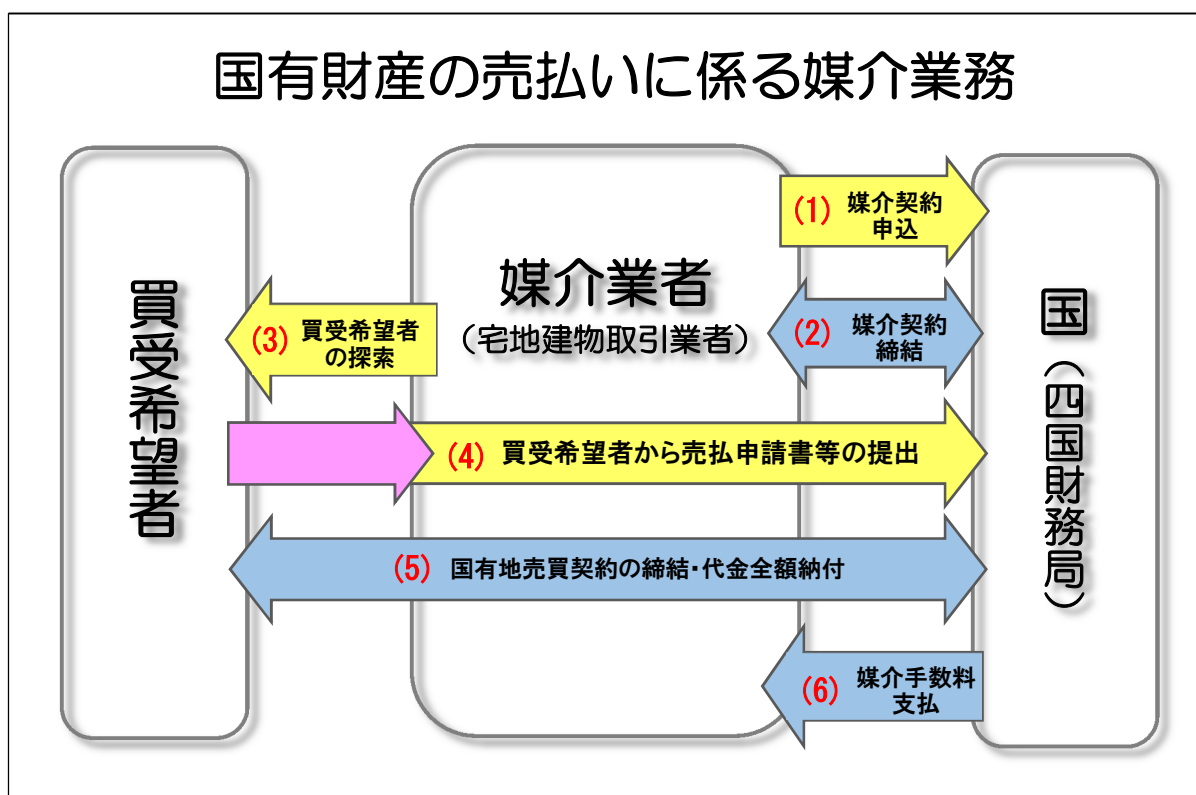 国有財産の売払いに係る媒介業務
買受希望者
媒介業者
（宅地建物取引業者）
国（四国財務局）
(1) 媒介契約
申込
(2) 媒介契約
締結
(3) 買受希望者
の探索
(4) 買受希望者から売払申請書等の提出
(5) 国有地売買契約の締結・代金全額納付
(6) 媒介手数料
支払